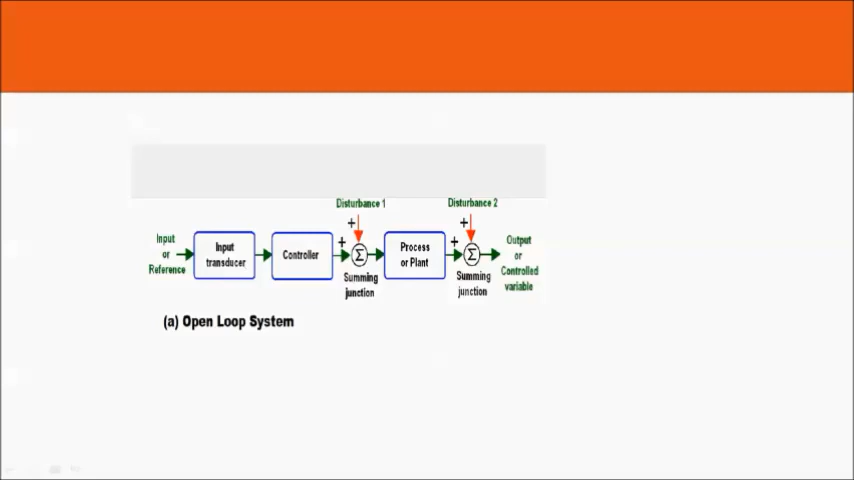 Disturbance 1
Disturbance 2
+
+
Input
or
Reference
Input
transducer
Controller
+
Σ
Summing
junction
Process
or Plant
+
Σ
Summing
junction
Output
or
Controlled
variable
(a) Open Loop System